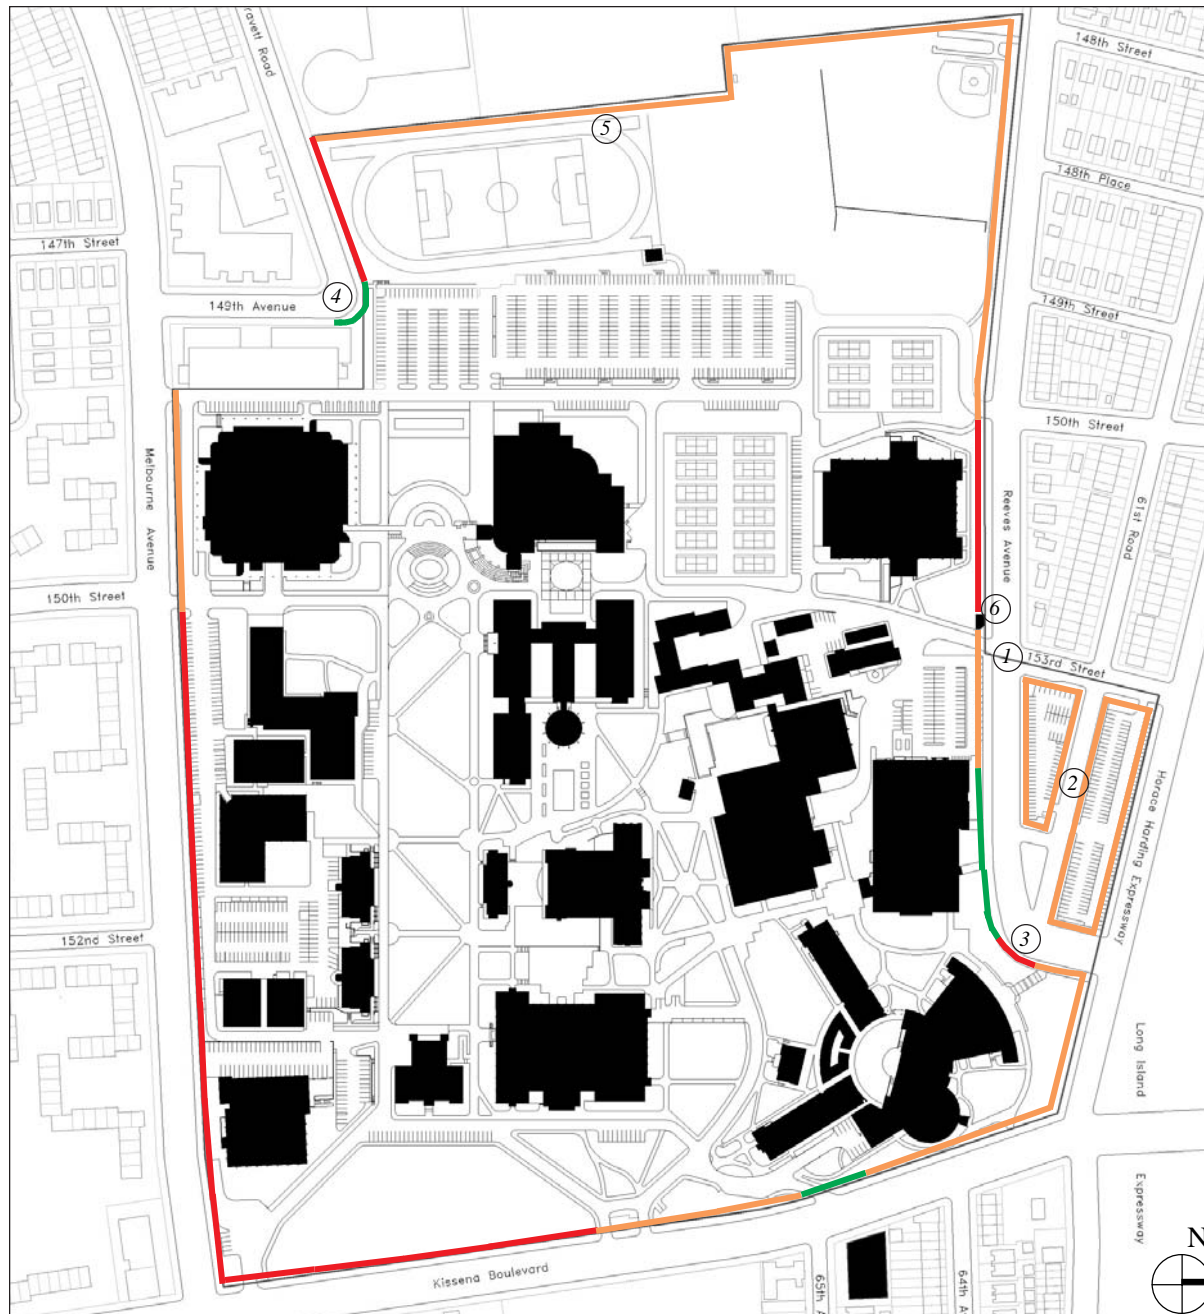 148th Street
ravett Road
5
148th Place
147th Street
4
149th Avenue
149th Street
150th Street
Melbourne Avenue
Reeves Avenue
61st Road
150th Street
6
1
153rd Street
2
Horace Harding Expressway
152nd Street
3
Long Island
Expressway
N
Kissena Boulevard
65th A
64th A